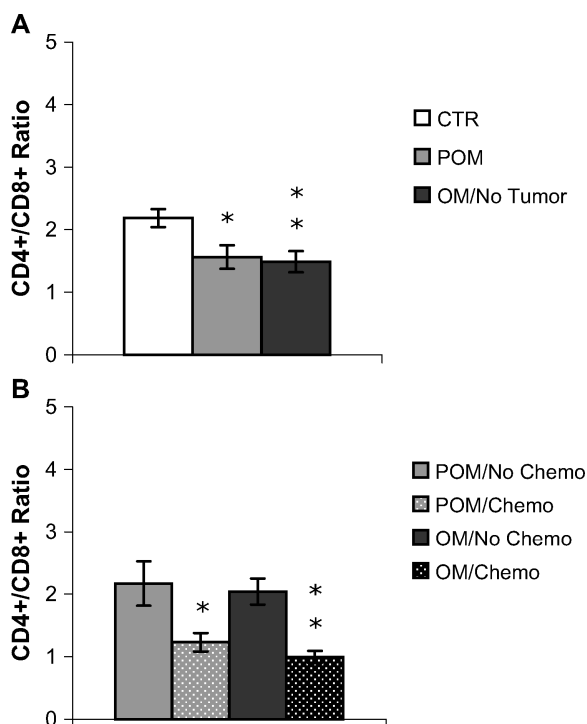 A
5
4
3
2
1
0
CD4+/CD8+ Ratio
*
*
*
CTR
POM
OM/No Tumor
B
5
4
3
2
1
0
CD4+/CD8+ Ratio
*
*
*
POM/No Chemo
POM/Chemo
OM/No Chemo
OM/Chemo